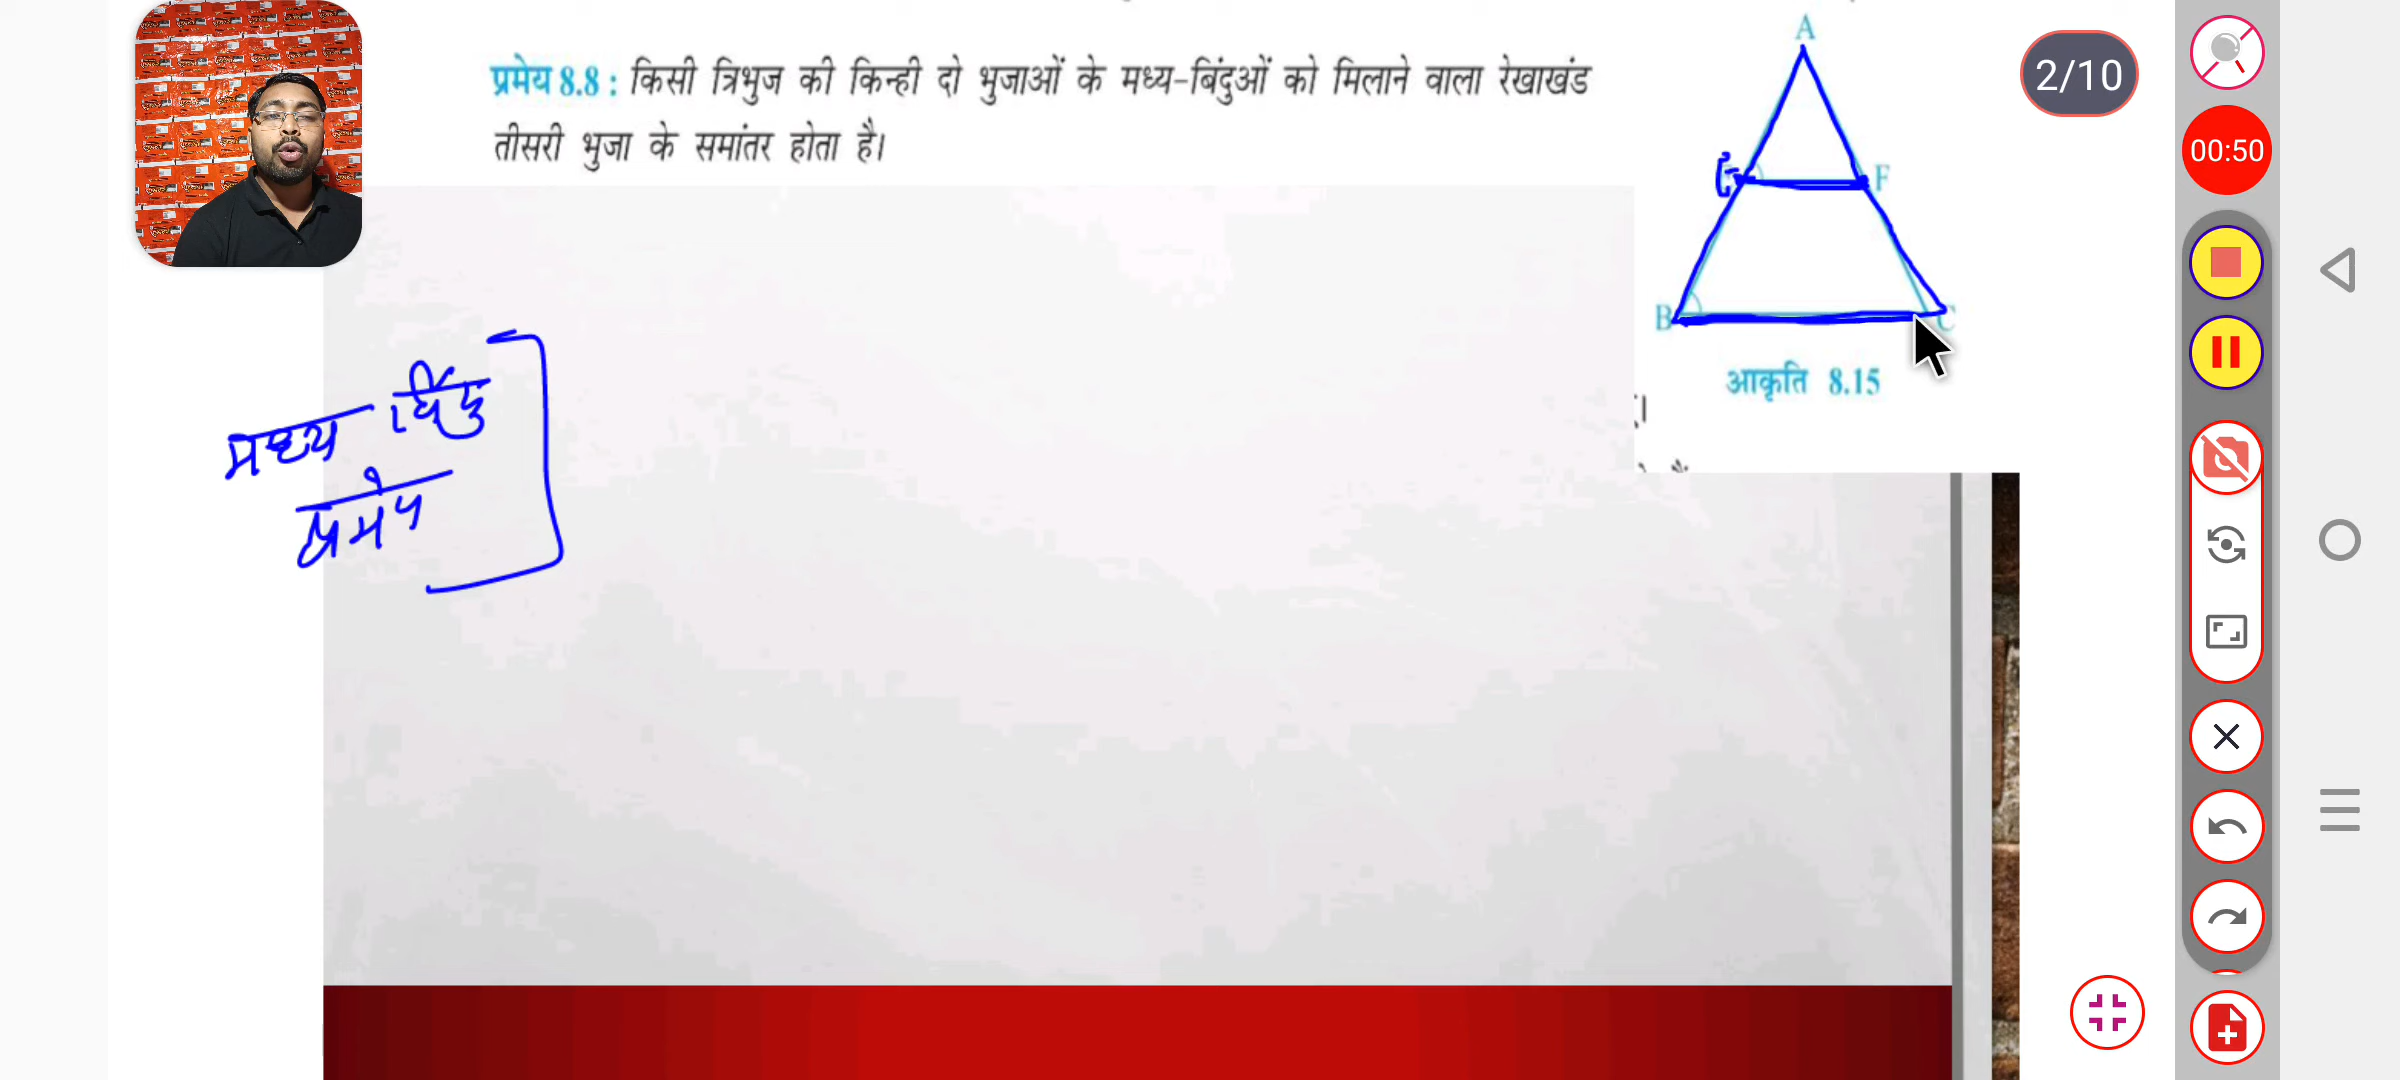 प्रमेय 8.8 : किसी त्रिभुज की किन्ही दो भुजाओं के मध्य-बिंदुओं को मिलाने वाला रेखाखंड
तीसरी भुजा के समांतर होता है।
A
E
F
B
C
आकृति 8.15
मध्य बिंदु
प्रमेय
2/10
00:50